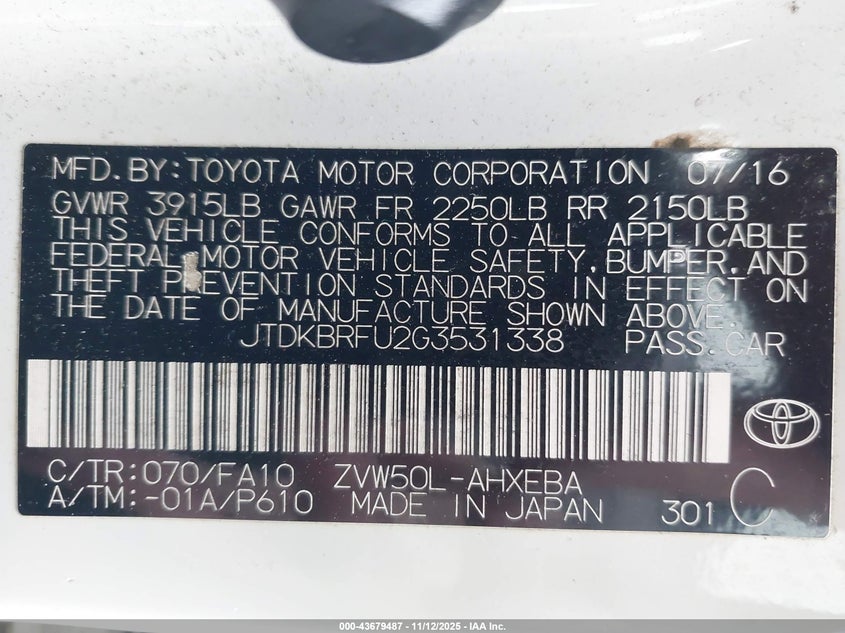 MFD.BY:TOYOTA MOTOR CORPORATION 07/16
GVWR 3915LB GAWR FR 2250LB RR 2150LB
THIS VEHICLE CONFORMS TO ALL APPLICABLE
FEDERAL MOTOR VEHICLE SAFETY,BUMPER,AND
THEFT PREVENTION STANDARDS IN EFFECT ON
THE DATE OF MANUFACTURE SHOWN ABOVE.
JTDKBRFU2G3531338 PASS.CAR
C/TR:070/FA10 ZVW50L-AHXEBA C
A/TM:-01A/P610 MADE IN JAPAN 301
000-43679487 - 11/12/2025 - IAA Inc.